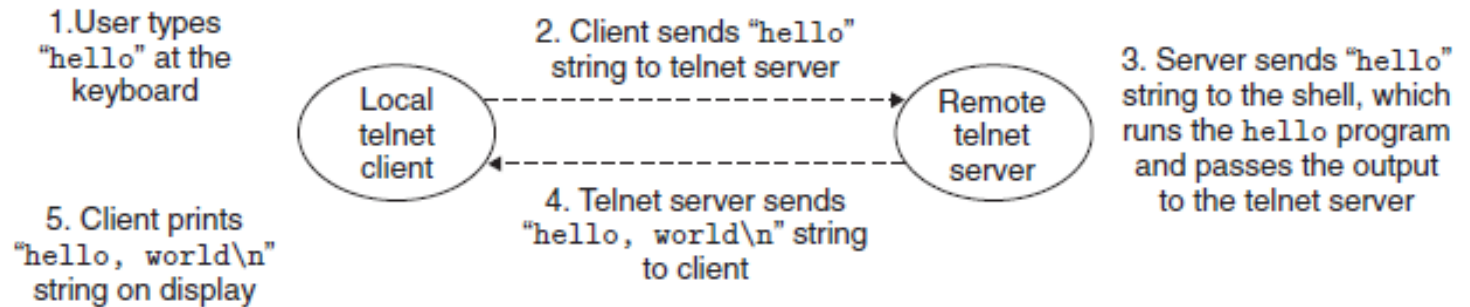 1.User types
“hello” at the
keyboard
2. Client sends “hello”
string to telnet server
Local
telnet
client
Remote
telnet
server
3. Server sends “hello”
string to the shell, which
runs the hello program
and passes the output
to the telnet server
4. Telnet server sends
“hello, world\n” string
to client
5. Client prints
“hello, world\n”
string on display